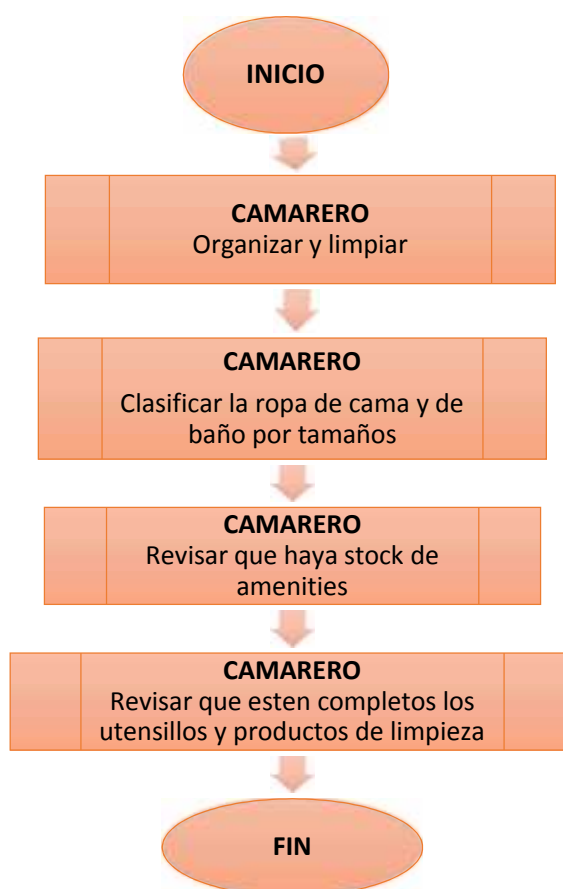 INICIO
CAMARERO
Organizar y limpiar
CAMARERO
Clasificar la ropa de cama y de
baño por tamaños
CAMARERO
Revisar que haya stock de
amenities
CAMARERO
Revisar que esten completos los
utensillos y productos de limpieza
FIN